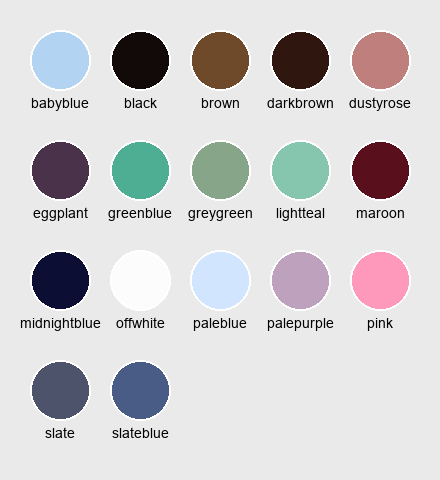 babyblue black brown darkbrown dustyrose
eggplant greenblue greygreen lightteal maroon
midnightblue offwhite paleblue palepurple pink
slate slateblue